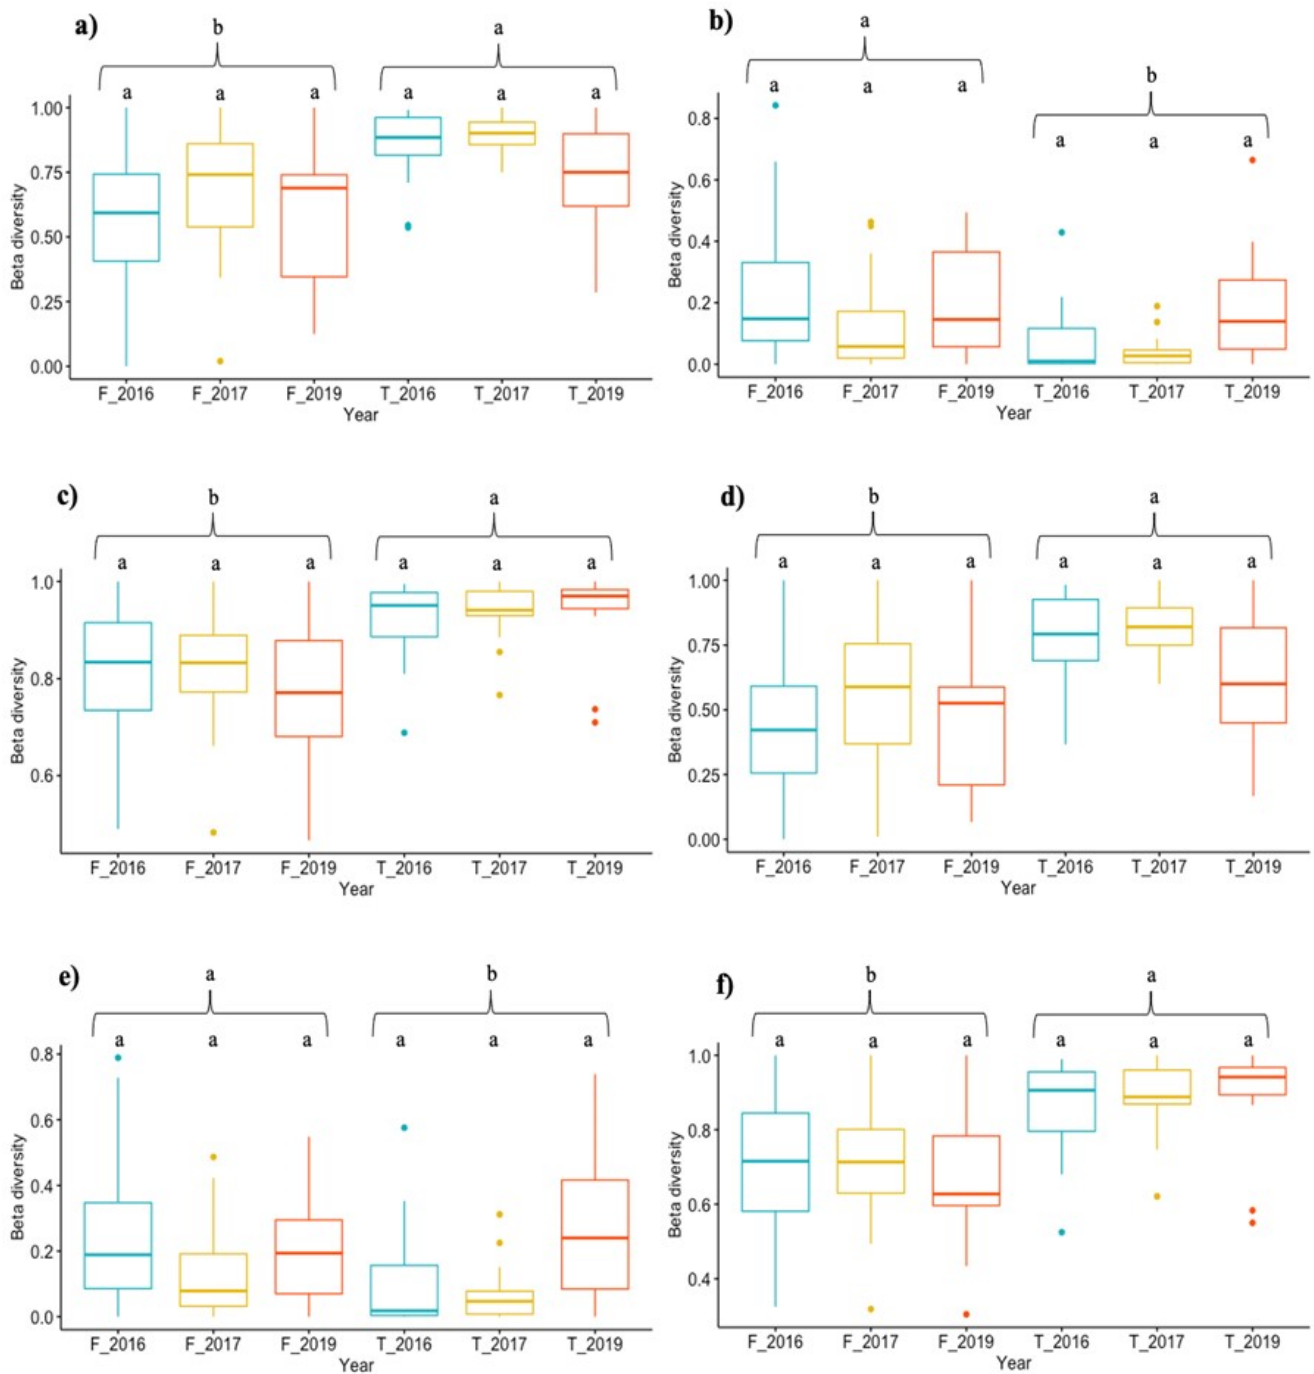 a)
b
a
a a a a a a
1.00
0.75
0.50
0.25
0.00
Beta diversity
F_2016 F_2017 F_2019 T_2016 T_2017 T_2019
Year
b)
a
b
a a a
a a a
0.8
0.6
0.4
0.2
0.0
Beta diversity
F_2016 F_2017 F_2019 T_2016 T_2017 T_2019
Year
c)
b
a
a a a a a a
1.0
0.8
0.6
Beta diversity
F_2016 F_2017 F_2019 T_2016 T_2017 T_2019
Year
d)
b
a
a a a a a a
1.00
0.75
0.50
0.25
0.00
Beta diversity
F_2016 F_2017 F_2019 T_2016 T_2017 T_2019
Year
e)
a
b
a a a a a a
0.8
0.6
0.4
0.2
0.0
Beta diversity
F_2016 F_2017 F_2019 T_2016 T_2017 T_2019
Year
f)
b
a
a a a a a a
1.0
0.8
0.6
0.4
Beta diversity
F_2016 F_2017 F_2019 T_2016 T_2017 T_2019
Year